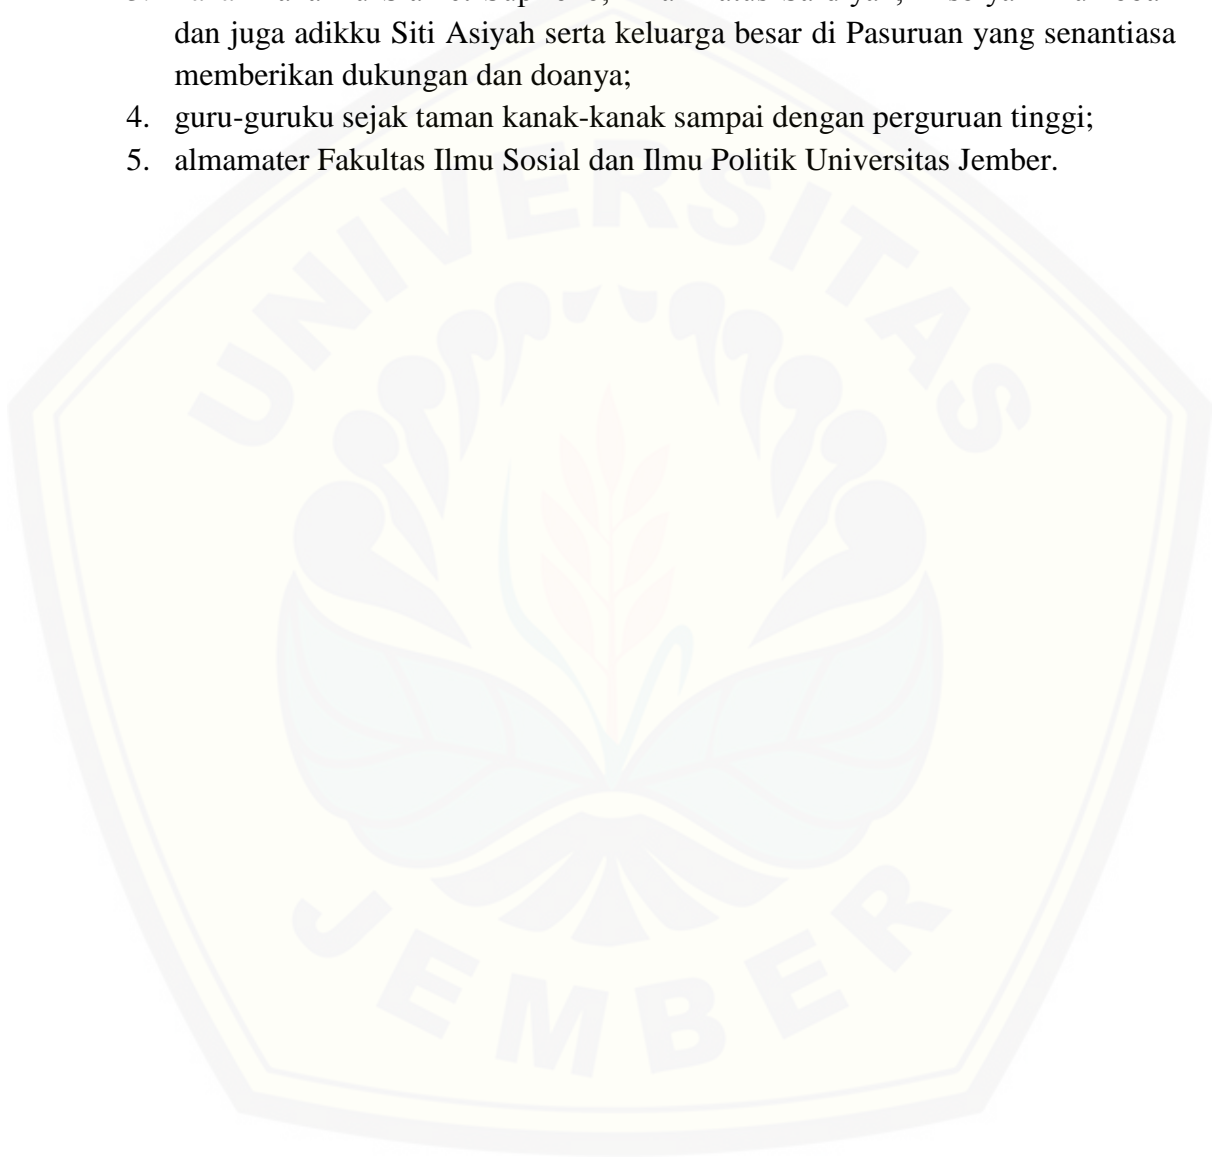 dan juga adikku Siti Asiyah serta keluarga besar di Pasuruan yang senantiasa
memberikan dukungan dan doanya;
4. guru-guruku sejak taman kanak-kanak sampai dengan perguruan tinggi;
5. almamater Fakultas Ilmu Sosial dan Ilmu Politik Universitas Jember.
UNIVERSITAS
JEMBER